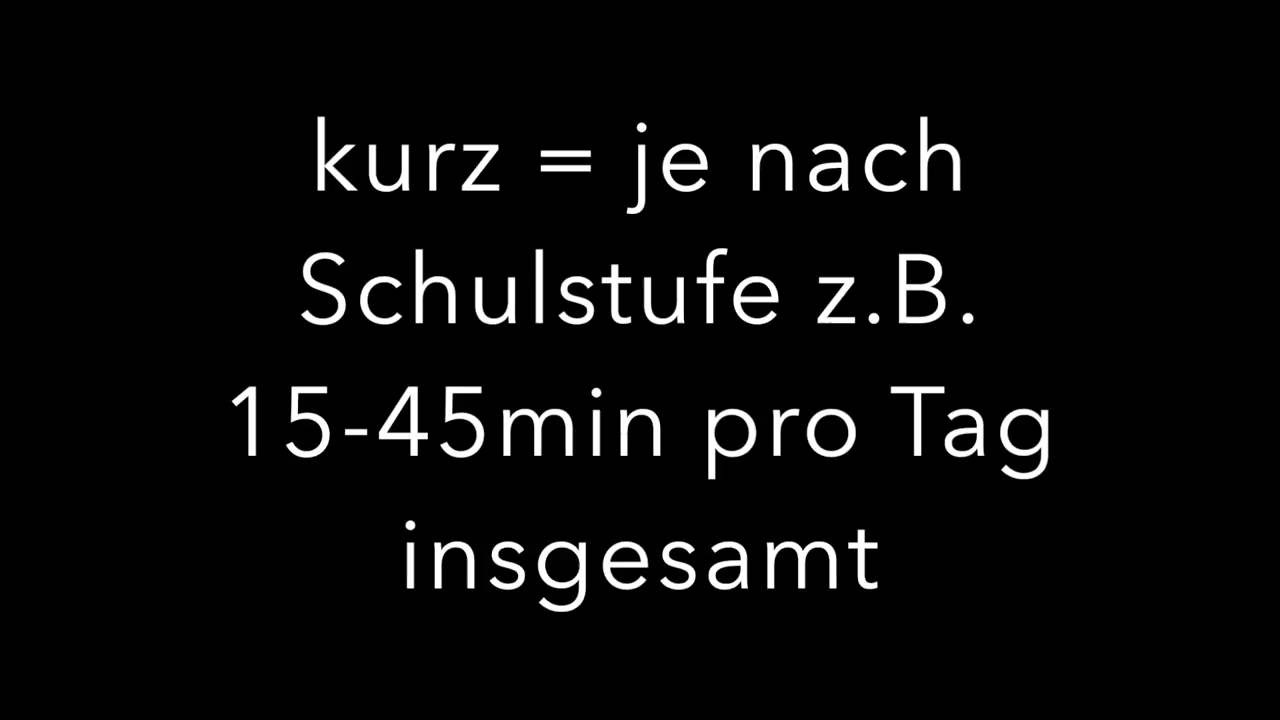 kurz = je nach
Schulstufe z.B.
15-45min pro Tag
insgesamt